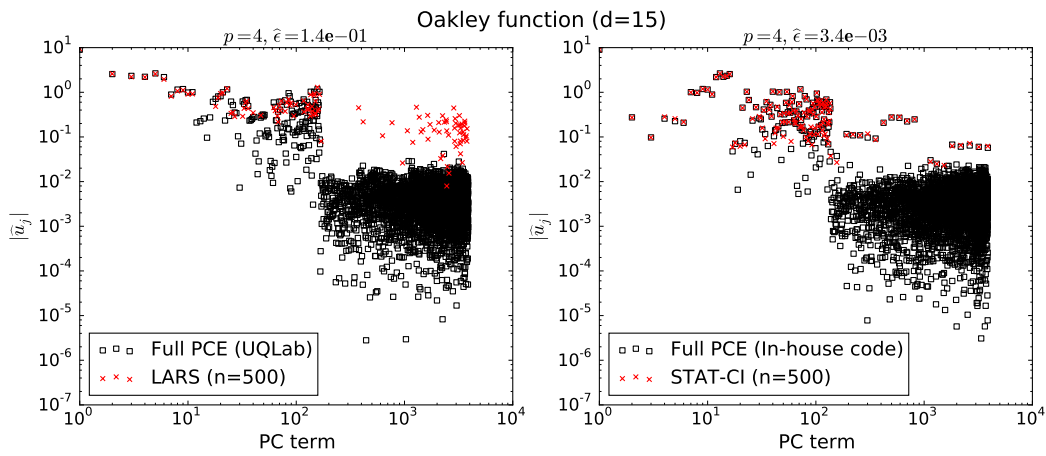 Oakley function (d=15)
p=4, ε̂=1.4e−01
10^1
10^0
10^-1
10^-2
10^-3
10^-4
10^-5
10^-6
10^-7
|û_j|
Full PCE (UQLab)
LARS (n=500)
10^0 10^1 10^2 10^3 10^4
PC term
p=4, ε̂=3.4e−03
10^1
10^0
10^-1
10^-2
10^-3
10^-4
10^-5
10^-6
10^-7
|û_j|
Full PCE (In-house code)
STAT-CI (n=500)
10^0 10^1 10^2 10^3 10^4
PC term